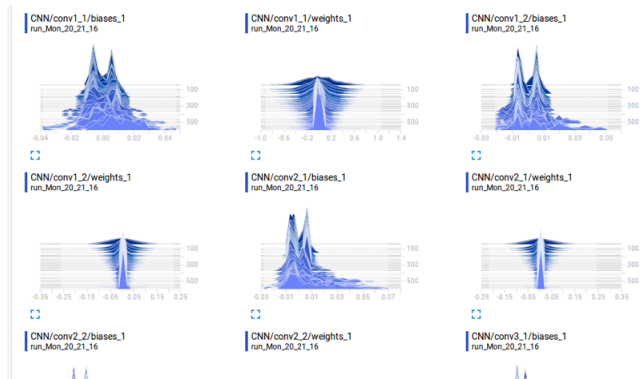 CNN/conv1_1/biases_1
run_Mon_20_21_16
100
300
500
-0.04 -0.02 0.00 0.02 0.04
CNN/conv1_1/weights_1
run_Mon_20_21_16
100
300
500
-1.0 -0.6 -0.2 0.2 0.6 1.0 1.4
CNN/conv1_2/biases_1
run_Mon_20_21_16
100
300
500
-0.03 -0.01 0.01 0.03 0.05
CNN/conv1_2/weights_1
run_Mon_20_21_16
100
300
500
-0.35 -0.25 -0.15 -0.05 0.05 0.15 0.25
CNN/conv2_1/biases_1
run_Mon_20_21_16
100
300
500
-0.03 -0.01 0.01 0.03 0.05 0.07
CNN/conv2_1/weights_1
run_Mon_20_21_16
100
300
500
-0.25 -0.15 -0.05 0.05 0.15 0.25 0.35
CNN/conv2_2/biases_1
run_Mon_20_21_16
CNN/conv2_2/weights_1
run_Mon_20_21_16
CNN/conv3_1/biases_1
run_Mon_20_21_16